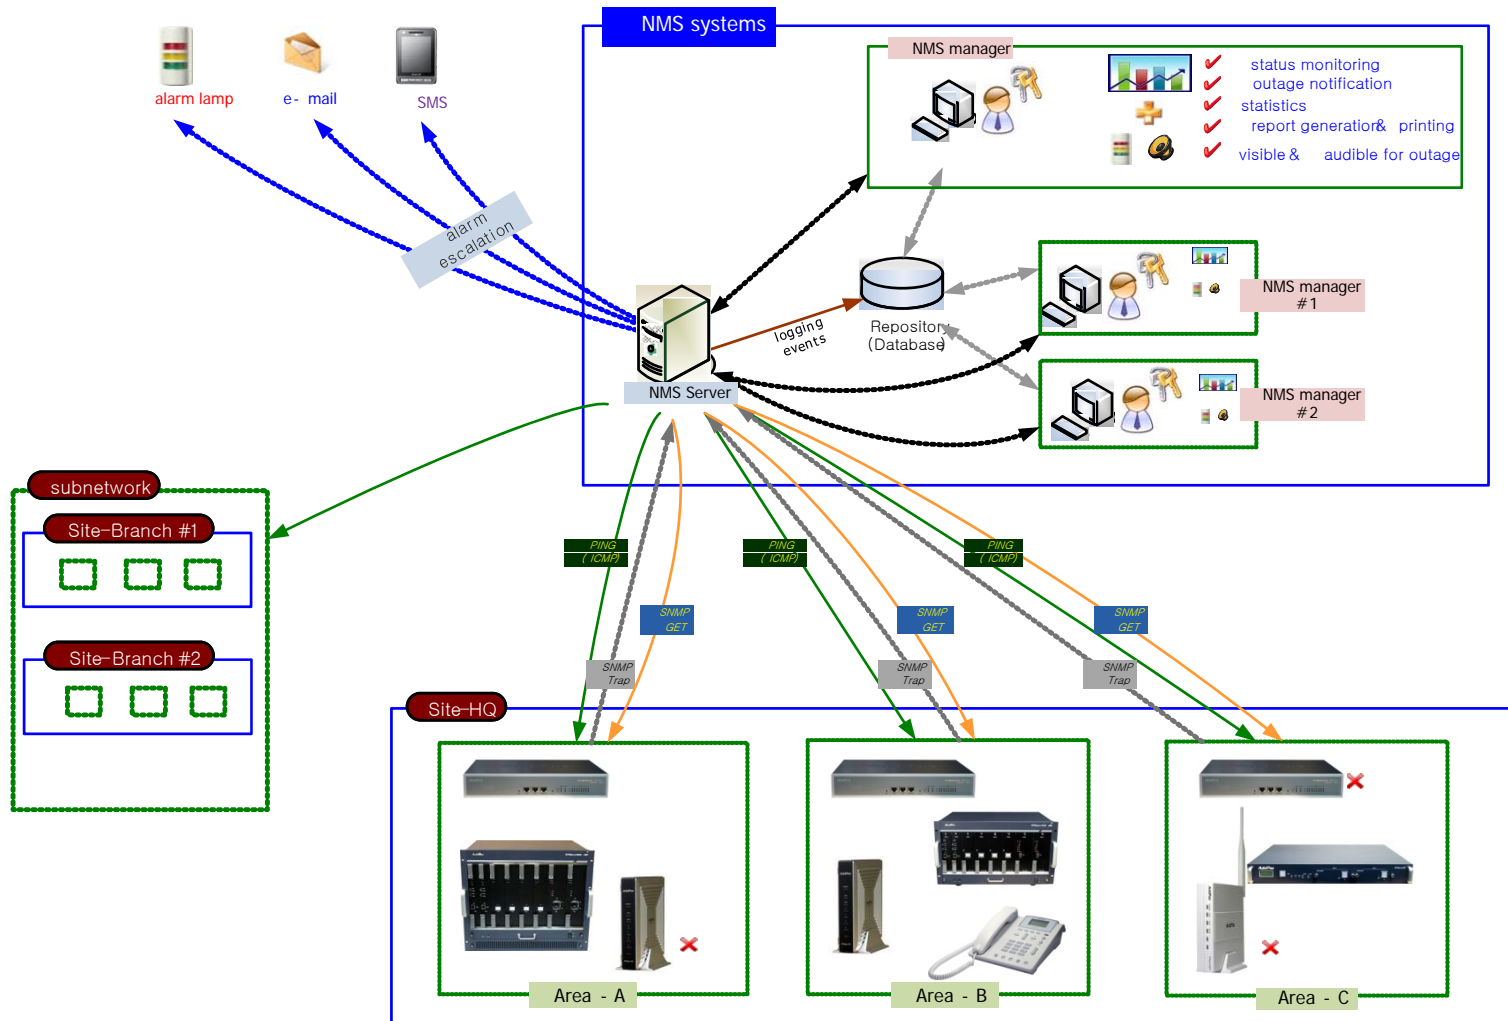 NMS systems
NMS manager
status monitoring
outage notification
statistics
report generation& printing
visible & audible for outage
alarm lamp
e- mail
SMS
alarm
escalation
NMS manager
#1
Repository
(Database)
logging
events
NMS Server
NMS manager
#2
subnetwork
Site-Branch #1
Site-Branch #2
PING
( ICMP)
PING
( ICMP)
PING
( ICMP)
SNMP
GET
SNMP
GET
SNMP
GET
SNMP
Trap
SNMP
Trap
SNMP
Trap
Site-HQ
Area - A
Area - B
Area - C